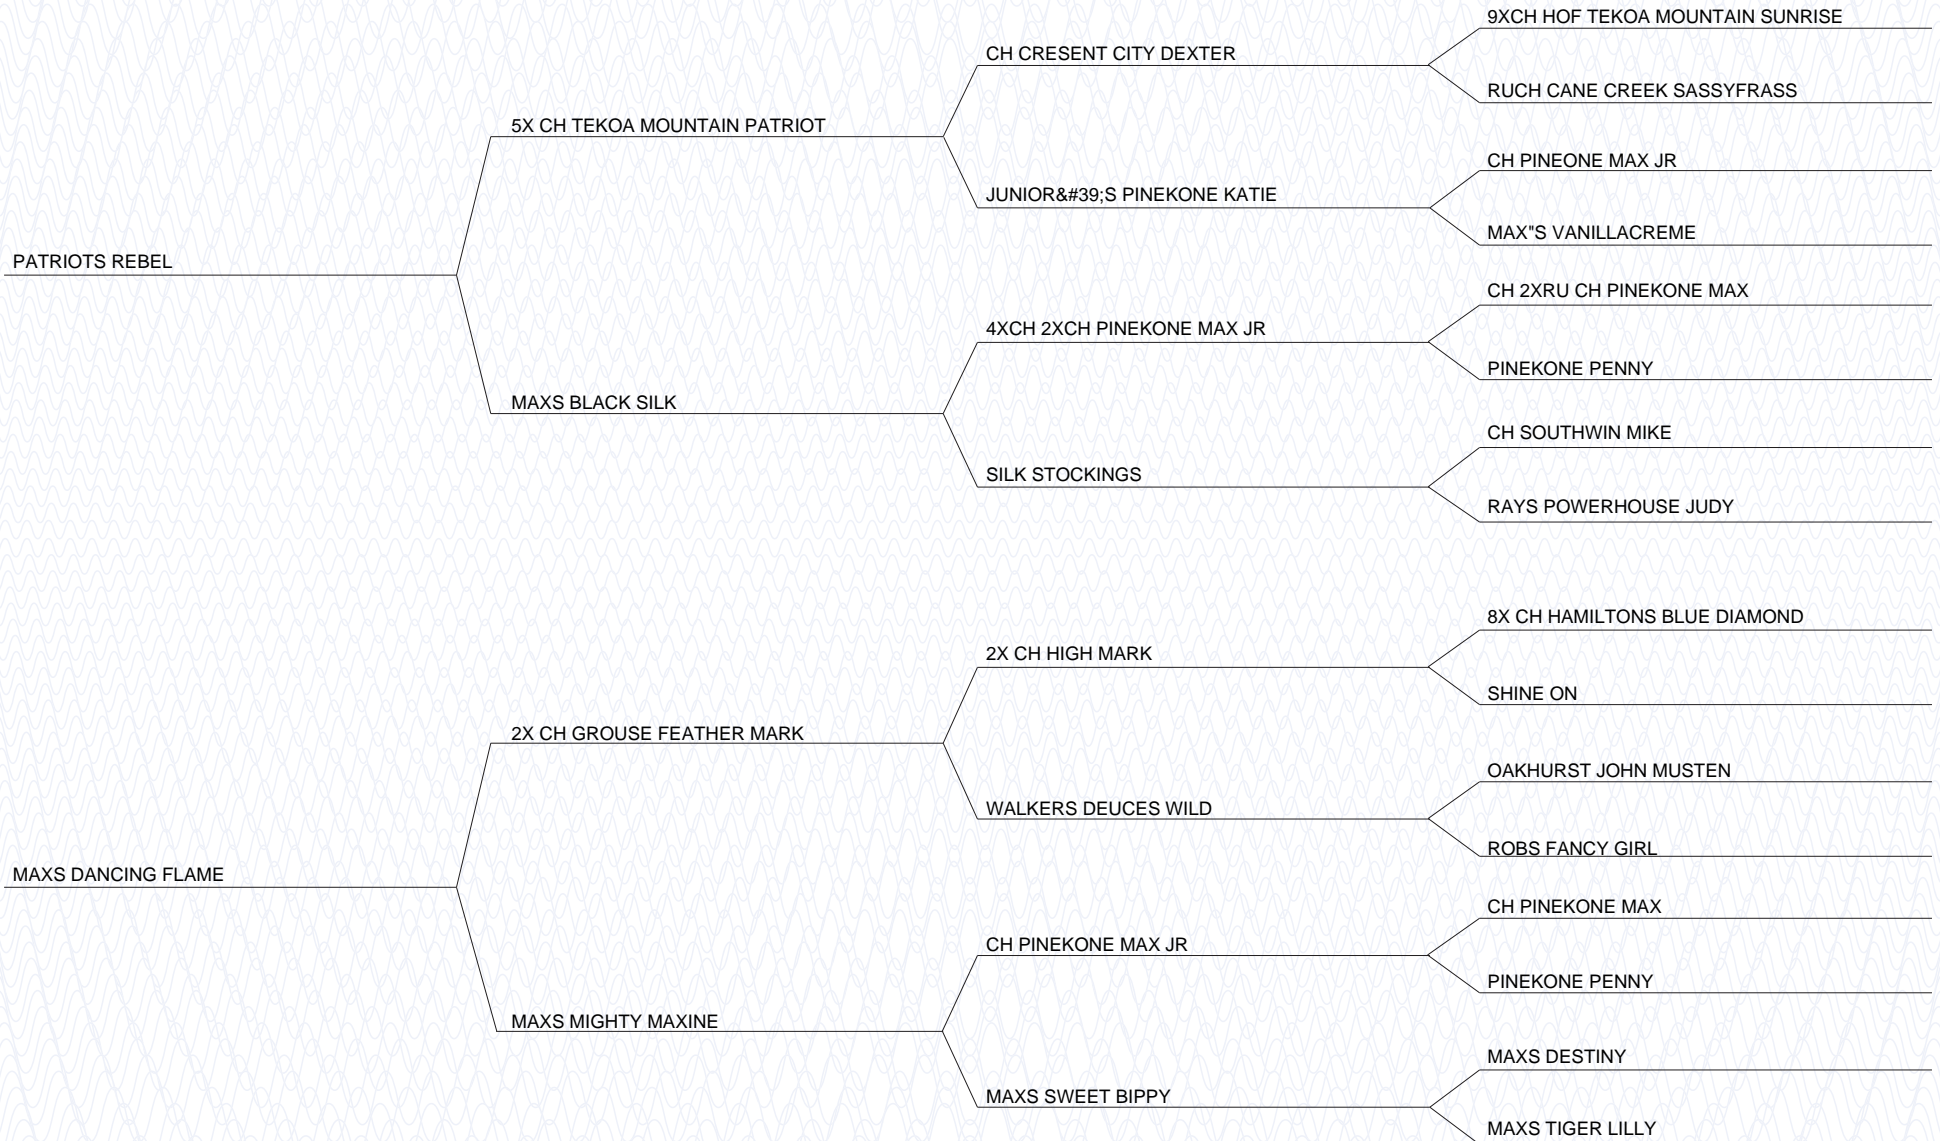 9XCH HOF TEKOA MOUNTAIN SUNRISE
CH CRESENT CITY DEXTER
RUCH CANE CREEK SASSYFRASS
5X CH TEKOA MOUNTAIN PATRIOT
CH PINEONE MAX JR
JUNIOR&#39;S PINEKONE KATIE
MAX"S VANILLACREME
PATRIOTS REBEL
CH 2XRU CH PINEKONE MAX
4XCH 2XCH PINEKONE MAX JR
PINEKONE PENNY
MAXS BLACK SILK
CH SOUTHWIN MIKE
SILK STOCKINGS
RAYS POWERHOUSE JUDY
8X CH HAMILTONS BLUE DIAMOND
2X CH HIGH MARK
SHINE ON
2X CH GROUSE FEATHER MARK
OAKHURST JOHN MUSTEN
WALKERS DEUCES WILD
ROBS FANCY GIRL
MAXS DANCING FLAME
CH PINEKONE MAX
CH PINEKONE MAX JR
PINEKONE PENNY
MAXS MIGHTY MAXINE
MAXS DESTINY
MAXS SWEET BIPPY
MAXS TIGER LILLY